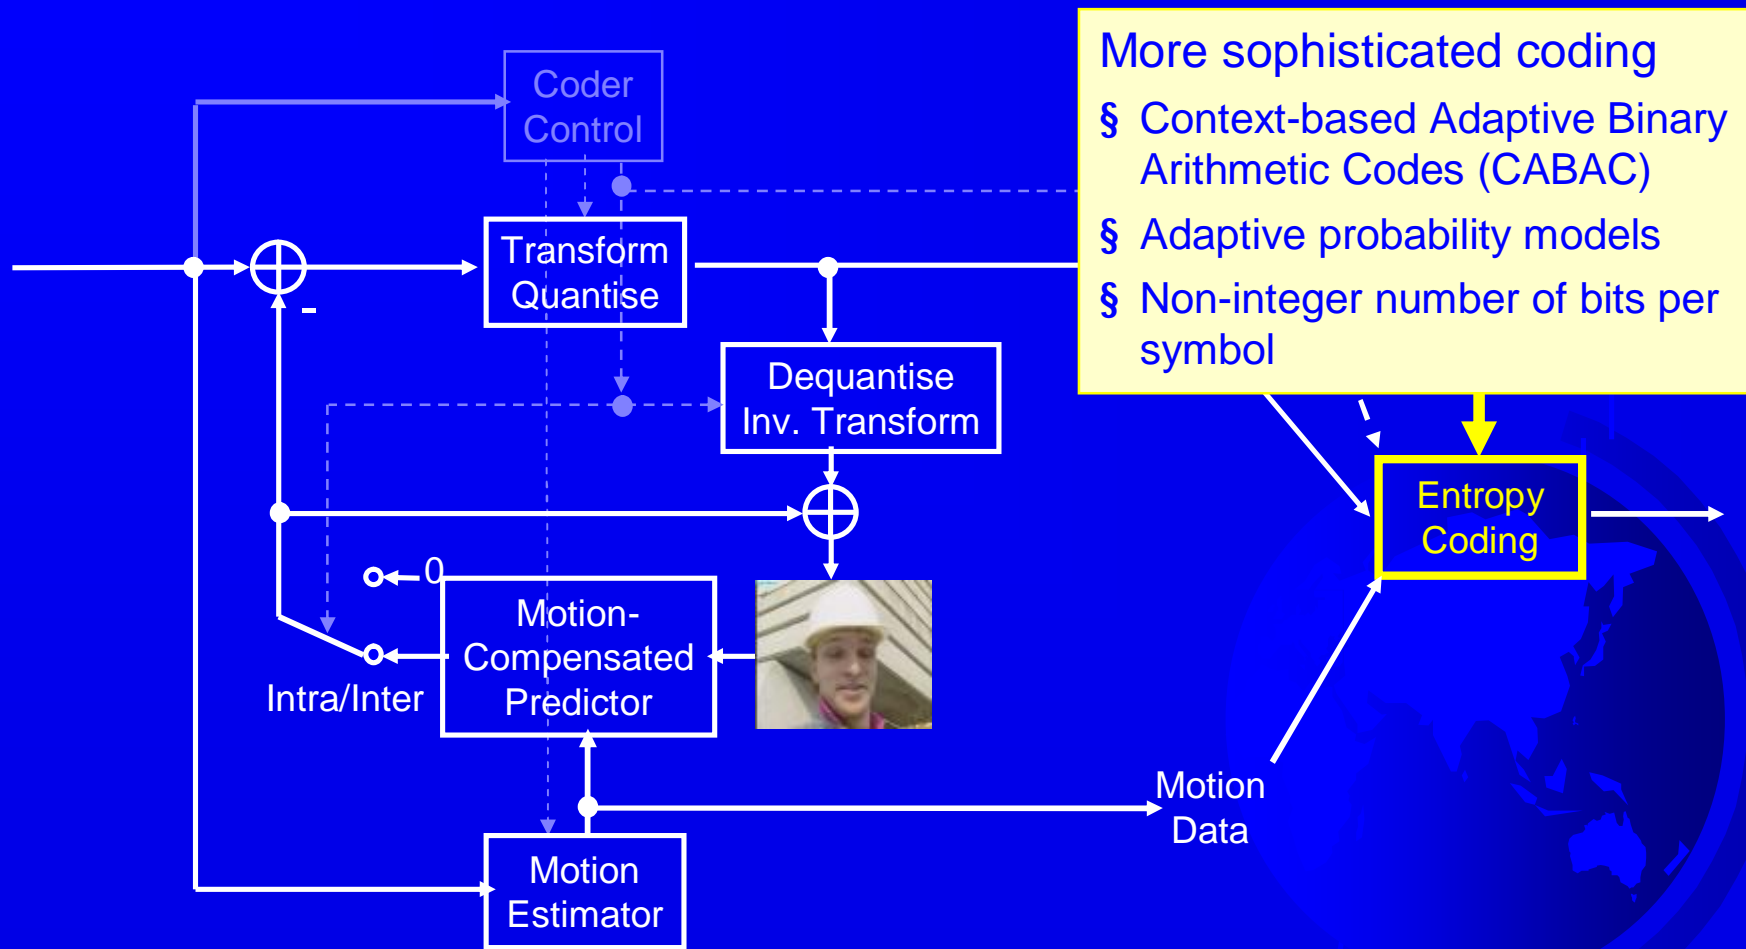 Coder
Control
More sophisticated coding
§ Context-based Adaptive Binary
Arithmetic Codes (CABAC)
§ Adaptive probability models
§ Non-integer number of bits per
symbol
Transform
Quantise
-
Dequantise
Inv. Transform
Entropy
Coding
0
Motion-
Compensated
Predictor
Intra/Inter
Motion
Data
Motion
Estimator